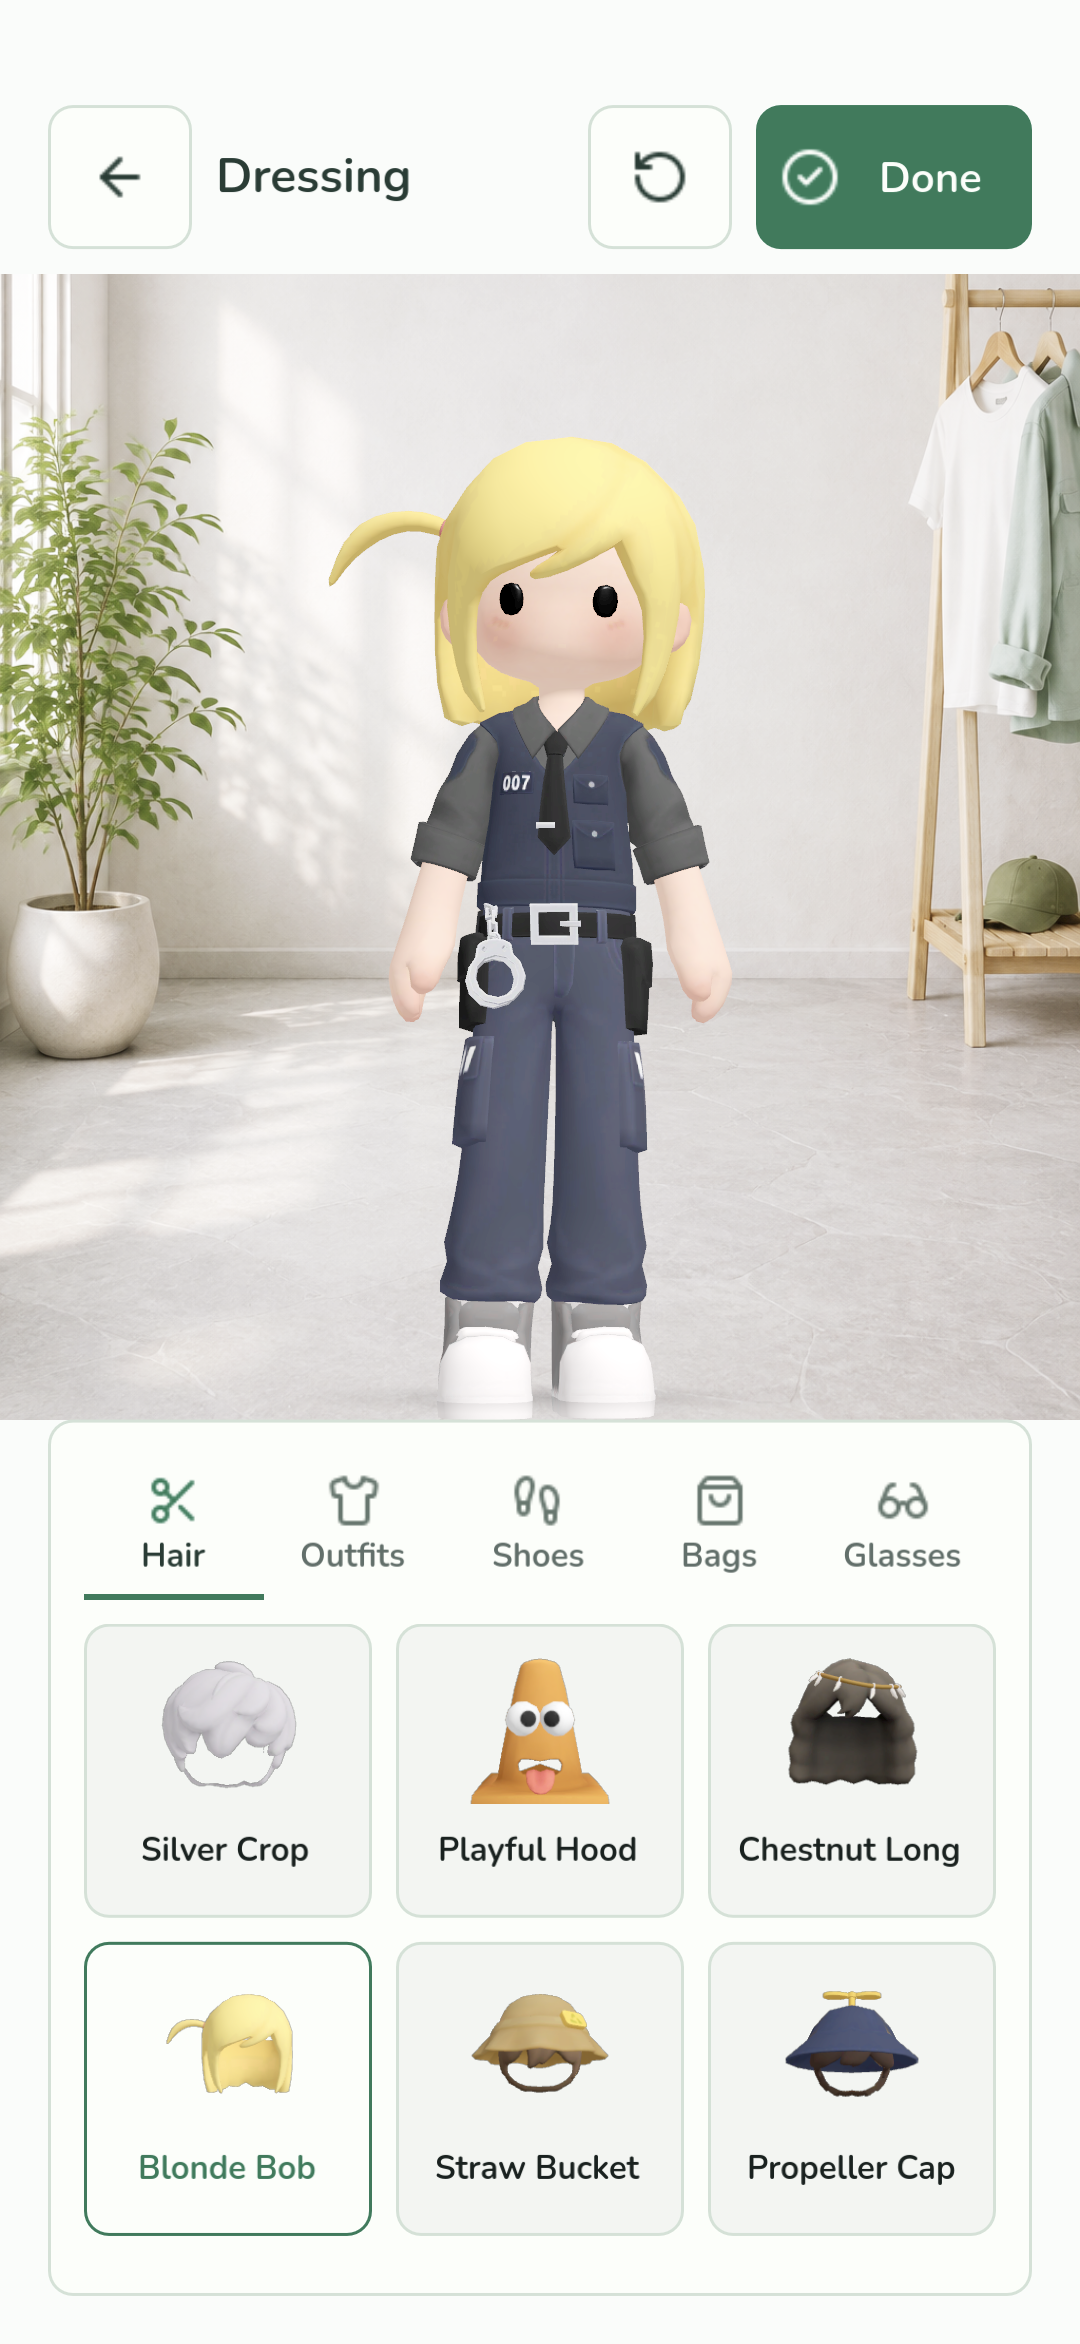 Dressing
Done
007
Hair
Outfits
Shoes
Bags
Glasses
Silver Crop
Playful Hood
Chestnut Long
Blonde Bob
Straw Bucket
Propeller Cap